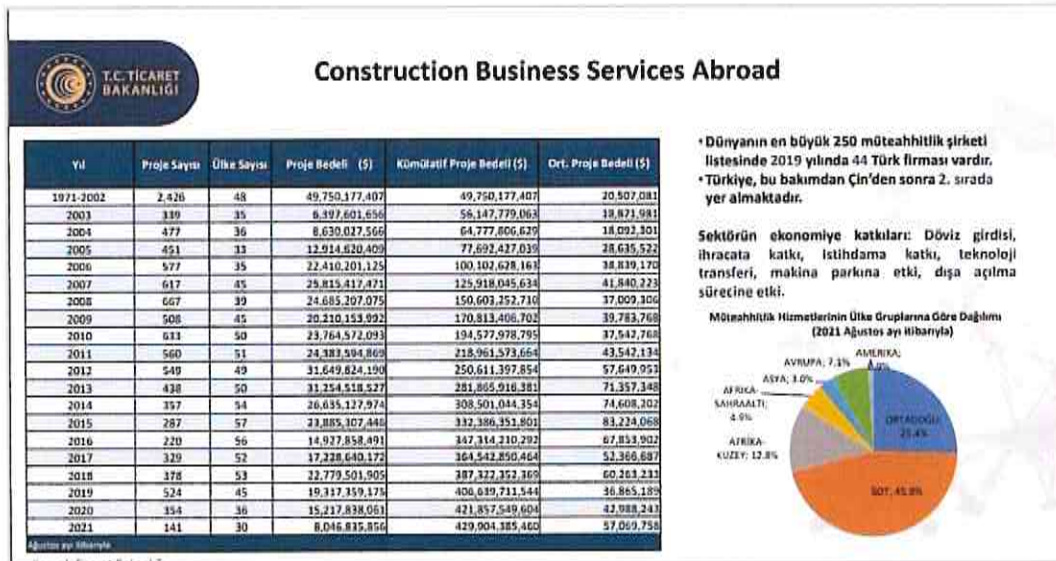 T.C. TİCARET
BAKANLIĞI
Construction Business Services Abroad
Yıl Proje Sayısı Ülke Sayısı Proje Bedeli ($) Kümülatif Proje Bedeli ($) Ort. Proje Bedeli ($)
1971-2002 2,426 48 49,750,177,407 49,750,177,407 20,507,081
2003 339 35 6,397,601,656 56,147,779,063 18,871,981
2004 477 36 8,630,027,566 64,777,806,629 18,092,301
2005 451 33 12,914,620,409 77,692,427,039 28,635,522
2006 577 35 22,410,201,125 100,102,628,163 38,839,170
2007 617 45 25,815,417,471 125,918,045,634 41,840,223
2008 667 39 24,685,207,075 150,603,252,710 37,009,306
2009 508 45 20,210,153,992 170,813,406,702 39,783,768
2010 633 50 23,764,572,093 194,577,978,795 37,542,768
2011 560 51 24,383,594,869 218,961,573,664 43,542,134
2012 549 49 31,649,824,190 250,611,397,854 57,649,953
2013 438 50 31,254,518,527 281,865,916,381 71,357,348
2014 357 54 26,635,127,974 308,501,044,354 74,608,202
2015 287 57 23,885,307,446 332,386,351,801 83,224,068
2016 220 56 14,927,858,491 347,314,210,292 67,853,902
2017 329 52 17,228,640,172 364,542,850,464 52,366,687
2018 378 53 22,779,501,905 387,322,352,369 60,263,233
2019 524 45 19,317,359,175 406,639,711,544 36,865,189
2020 354 36 15,217,838,061 421,857,549,604 42,988,243
2021 141 30 8,046,835,856 429,904,385,460 57,069,758
Ağustos ayı itibarıyla
• Dünyanın en büyük 250 müteahhitlik şirketi
listesinde 2019 yılında 44 Türk firması vardır.
• Türkiye, bu bakımdan Çin'den sonra 2. sırada
yer almaktadır.
Sektörün ekonomiye katkıları: Döviz girdisi,
ihracata katkı, istihdama katkı, teknoloji
transferi, makina parkına etki, dışa açılma
sürecine etki.
Müteahhitlik Hizmetlerinin Ülke Gruplarına Göre Dağılımı
(2021 Ağustos ayı itibarıyla)
AMERİKA;
AVRUPA; 7.1%
ASYA; 3.0%
AFRİKA-
SAHRAALTI;
4.9%
AFRİKA-
KUZEY; 12.8%
ORTADOĞU;
25.4%
BDT; 45.8%